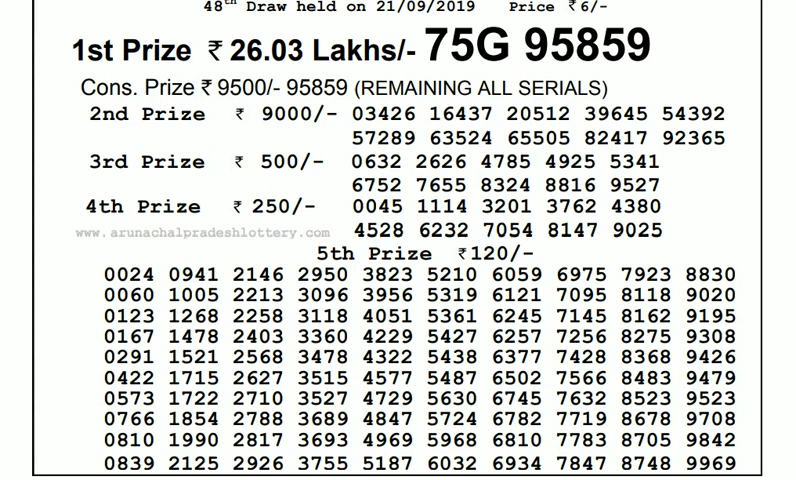 48th Draw held on 21/09/2019 Price ₹6/-
1st Prize ₹ 26.03 Lakhs/- 75G 95859
Cons. Prize ₹ 9500/- 95859 (REMAINING ALL SERIALS)
2nd Prize ₹ 9000/- 03426 16437 20512 39645 54392
57289 63524 65505 82417 92365
3rd Prize ₹ 500/- 0632 2626 4785 4925 5341
6752 7655 8324 8816 9527
4th Prize ₹ 250/- 0045 1114 3201 3762 4380
www.arunachalpradeshlottery.com 4528 6232 7054 8147 9025
5th Prize ₹120/-
0024 0941 2146 2950 3823 5210 6059 6975 7923 8830
0060 1005 2213 3096 3956 5319 6121 7095 8118 9020
0123 1268 2258 3118 4051 5361 6245 7145 8162 9195
0167 1478 2403 3360 4229 5427 6257 7256 8275 9308
0291 1521 2568 3478 4322 5438 6377 7428 8368 9426
0422 1715 2627 3515 4577 5487 6502 7566 8483 9479
0573 1722 2710 3527 4729 5630 6745 7632 8523 9523
0766 1854 2788 3689 4847 5724 6782 7719 8678 9708
0810 1990 2817 3693 4969 5968 6810 7783 8705 9842
0839 2125 2926 3755 5187 6032 6934 7847 8748 9969